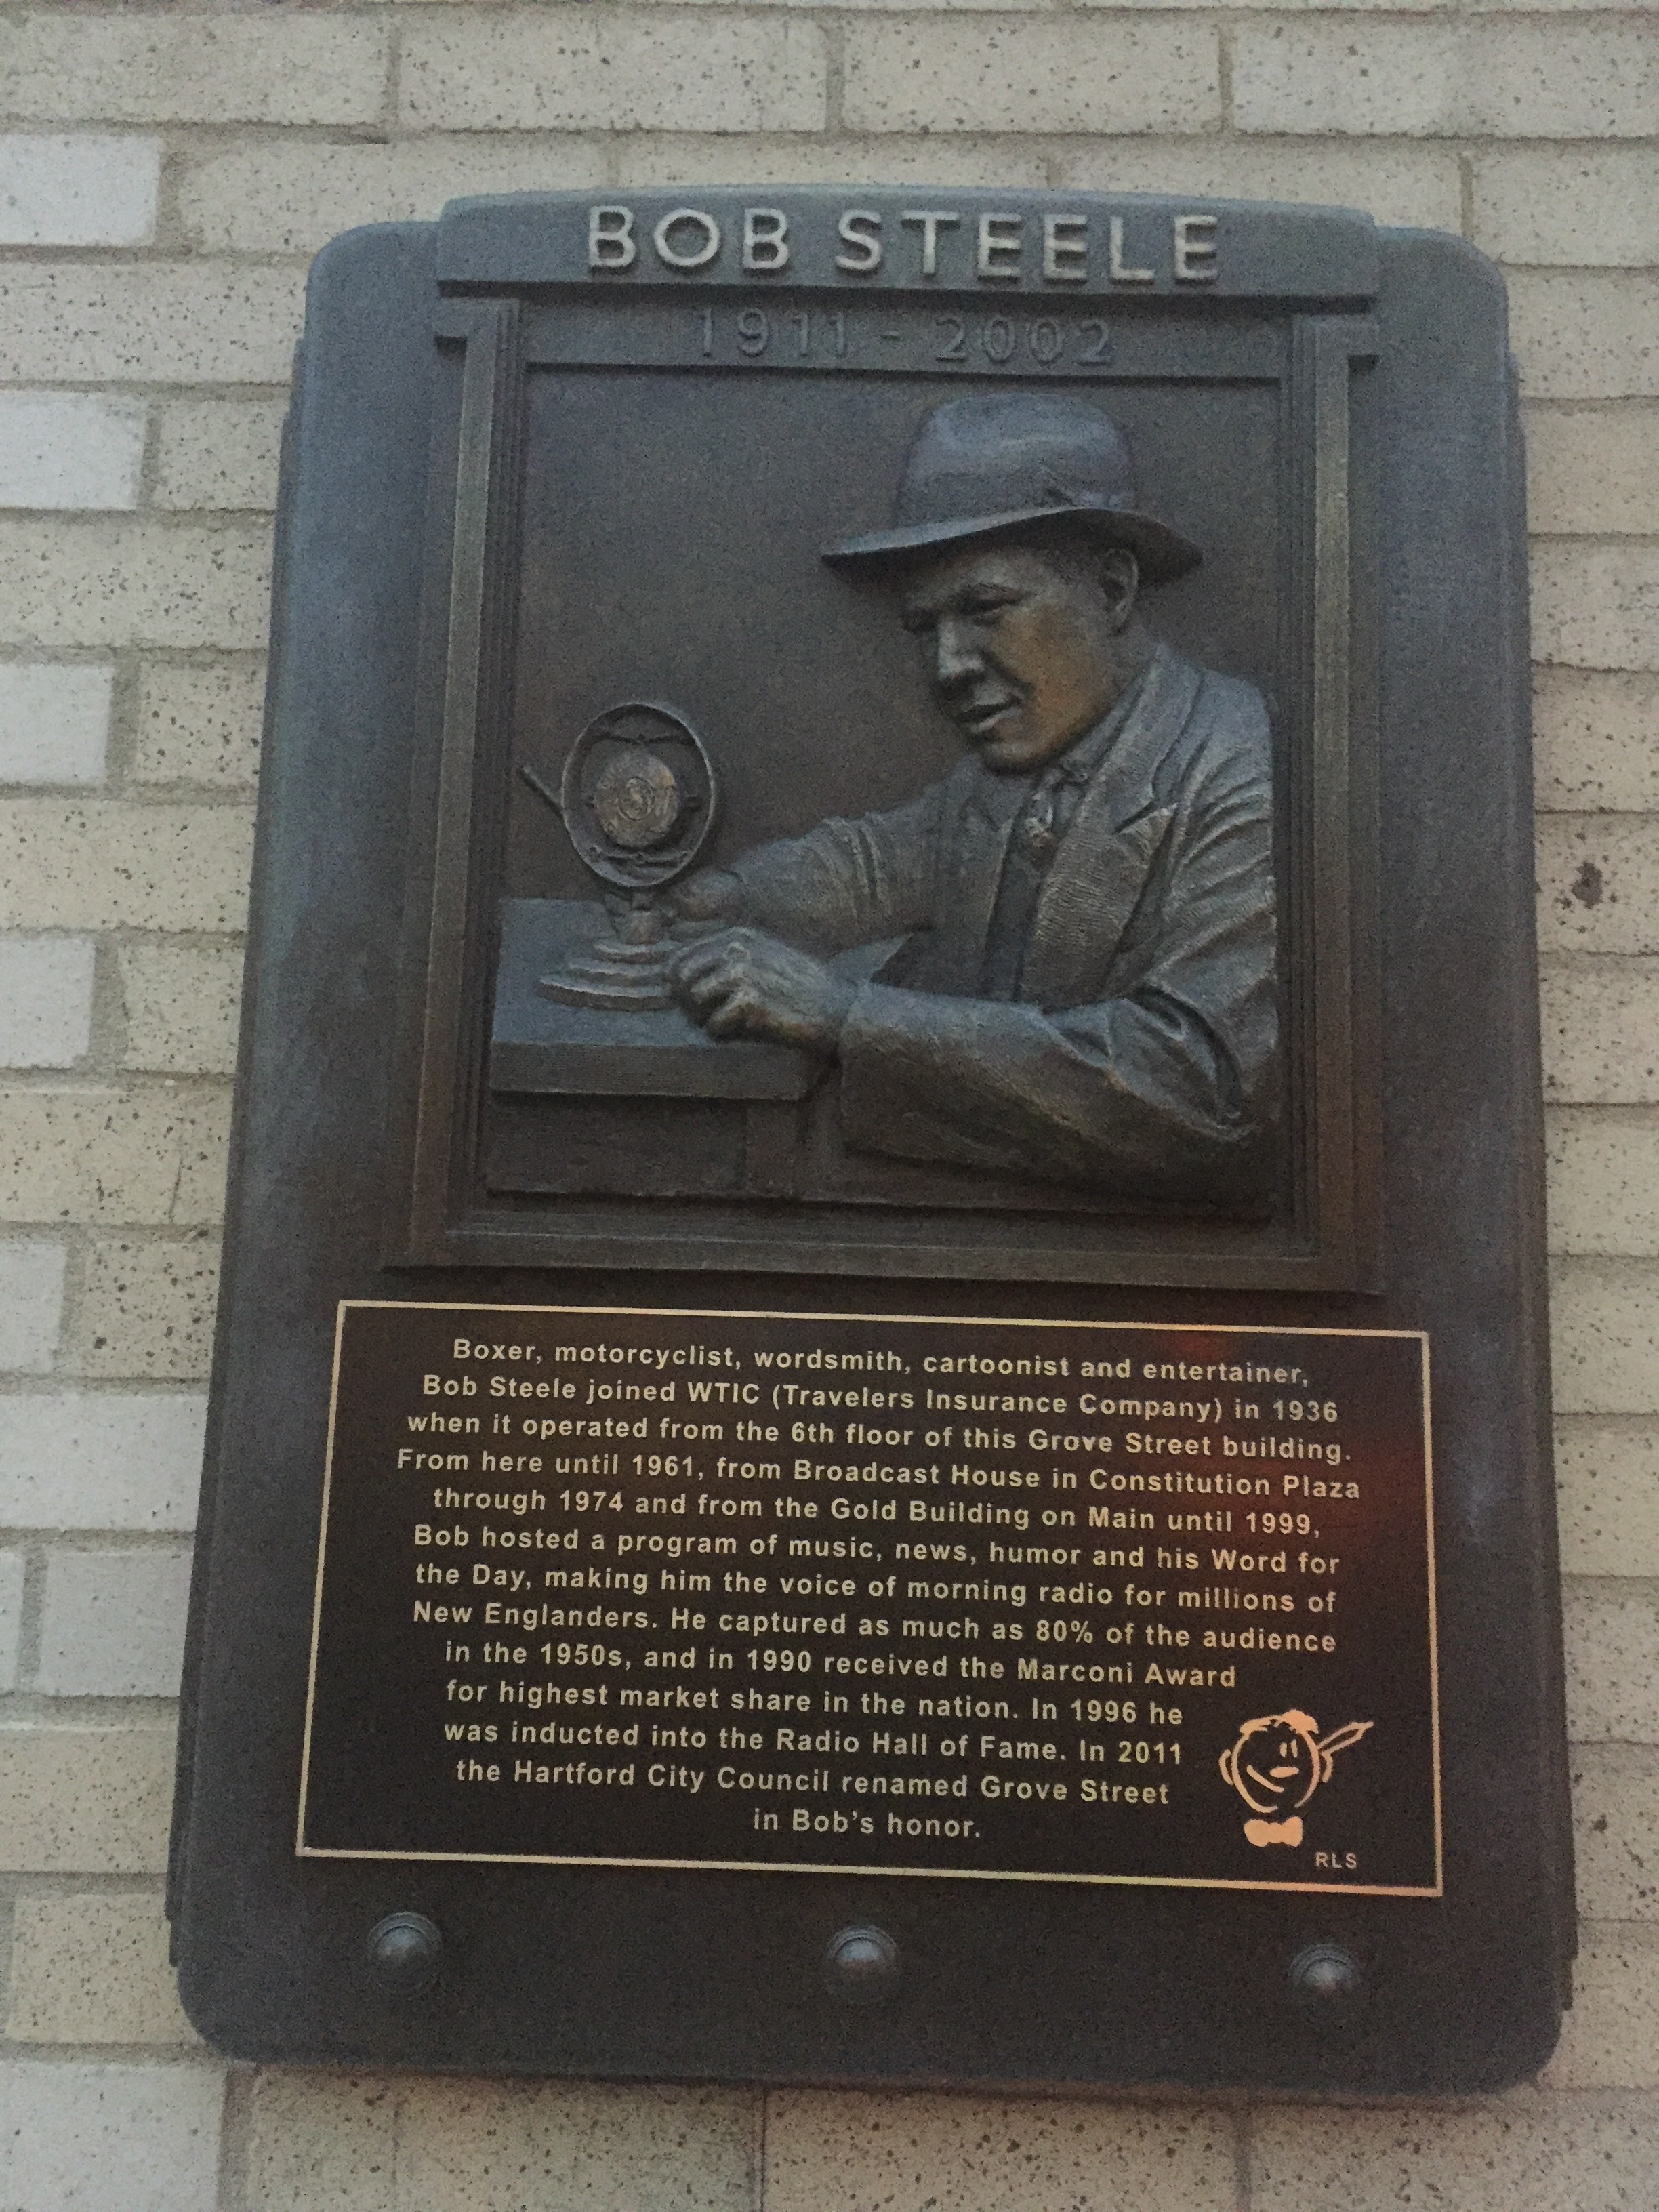 BOB STEELE
1911 - 2002
Boxer, motorcyclist, wordsmith, cartoonist and entertainer,
Bob Steele joined WTIC (Travelers Insurance Company) in 1936
when it operated from the 6th floor of this Grove Street building.
From here until 1961, from Broadcast House in Constitution Plaza
through 1974 and from the Gold Building on Main until 1999,
Bob hosted a program of music, news, humor and his Word for
the Day, making him the voice of morning radio for millions of
New Englanders. He captured as much as 80% of the audience
in the 1950s, and in 1990 received the Marconi Award
for highest market share in the nation. In 1996 he
was inducted into the Radio Hall of Fame. In 2011
the Hartford City Council renamed Grove Street
in Bob's honor.
RLS